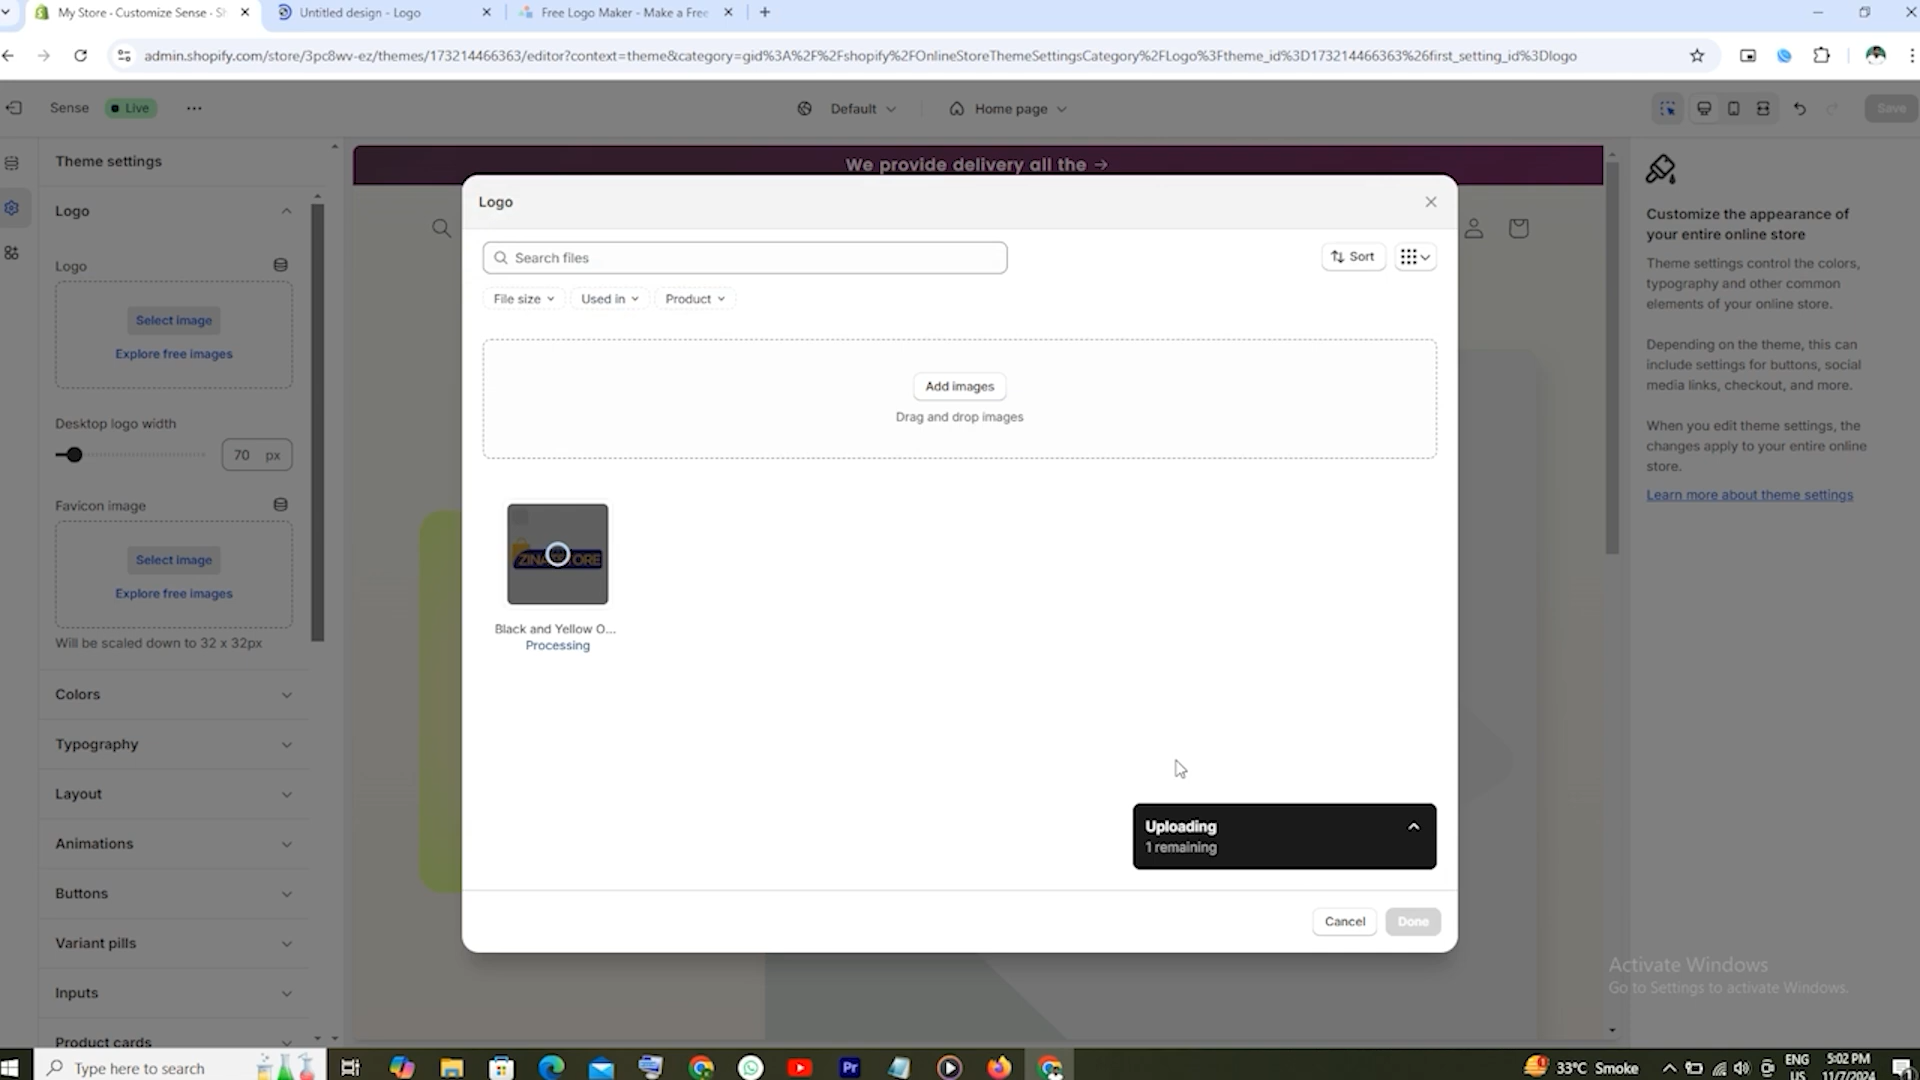 My Store - Customize Sense - Sh
Untitled design - Logo
Free Logo Maker - Make a Free
admin.shopify.com/store/3pc8wv-ez/themes/173214466363/editor?context=theme&category=gid%3A%2F%2Fshopify%2FOnlineStoreThemeSettingsCategory%2FLogo%3Ftheme_id%3D173214466363%26first_setting_id%3Dlogo
Sense
Live
Default
Home page
Save
Theme settings
Logo
Logo
Select image
Explore free images
Desktop logo width
70 px
Favicon image
Select image
Explore free images
Will be scaled down to 32 x 32px
Colors
Typography
Layout
Animations
Buttons
Variant pills
Inputs
Product cards
We provide delivery all the →
Logo
Search files
Sort
File size
Used in
Product
Add images
Drag and drop images
Black and Yellow O...
Processing
Uploading
1 remaining
Cancel
Done
Customize the appearance of
your entire online store
Theme settings control the colors,
typography and other common
elements of your online store.
Depending on the theme, this can
include settings for buttons, social
media links, checkout, and more.
When you edit theme settings, the
changes apply to your entire online
store.
Learn more about theme settings
Activate Windows
Go to Settings to activate Windows.
Type here to search
Pr
33°C Smoke
ENG
US
5:02 PM
11/7/2024